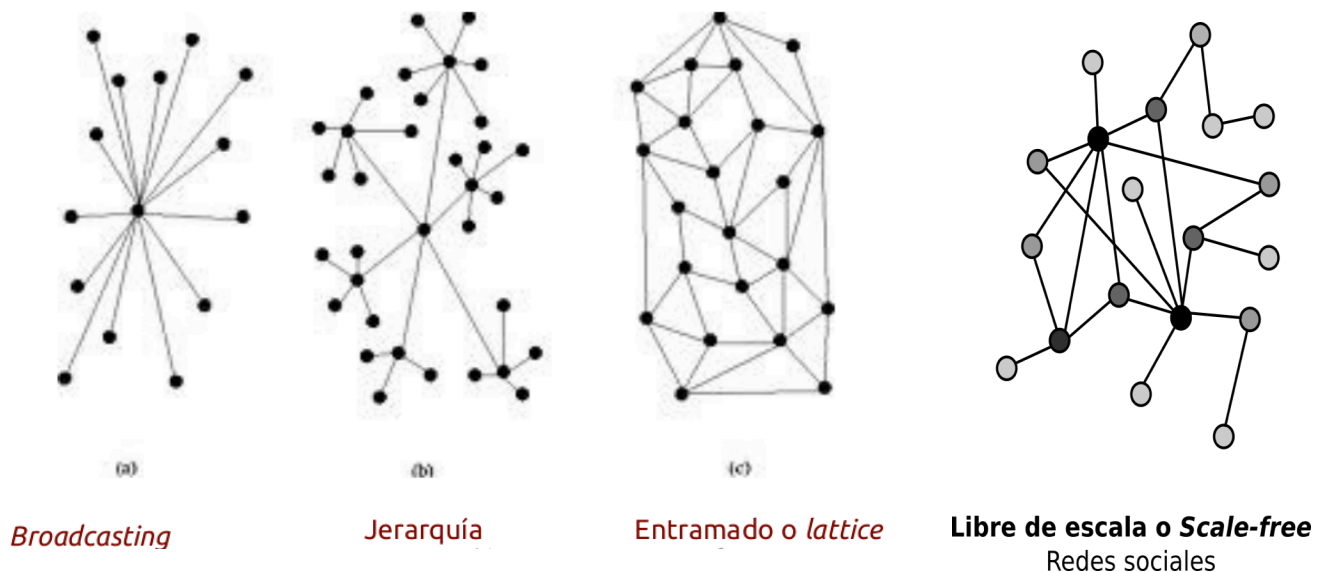 (a)
(b)
(c)
Broadcasting
Jerarquía
Entramado o lattice
Libre de escala o Scale-free
Redes sociales